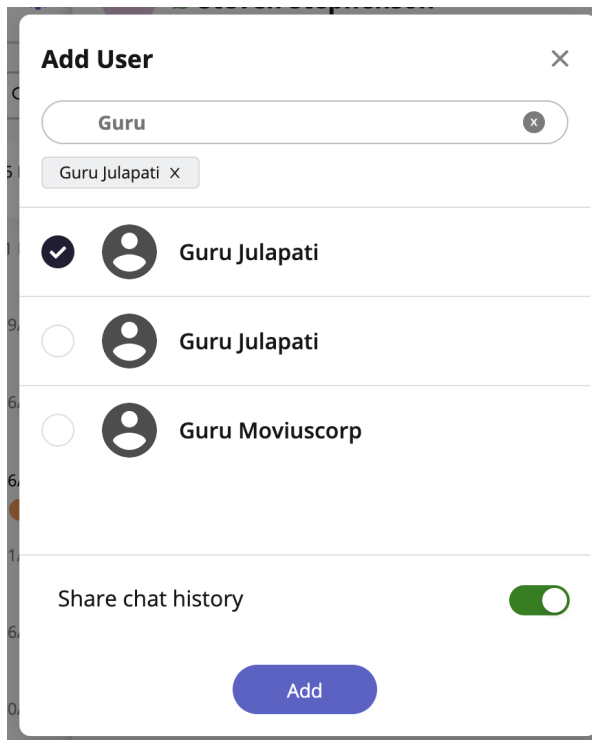 Add User
Guru
x
Guru Julapati X
Guru Julapati
Guru Julapati
Guru Moviuscorp
Share chat history
Add